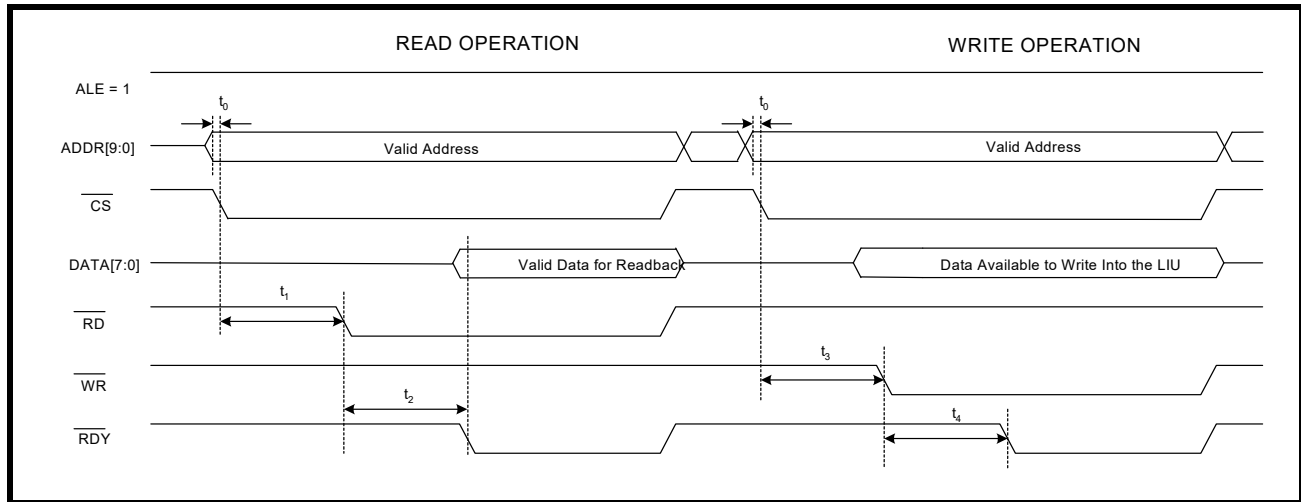 READ OPERATION
WRITE OPERATION
ALE = 1
t0
t0
ADDR[9:0]
Valid Address
Valid Address
CS
DATA[7:0]
Valid Data for Readback
Data Available to Write Into the LIU
t1
RD
t3
WR
t2
t4
RDY